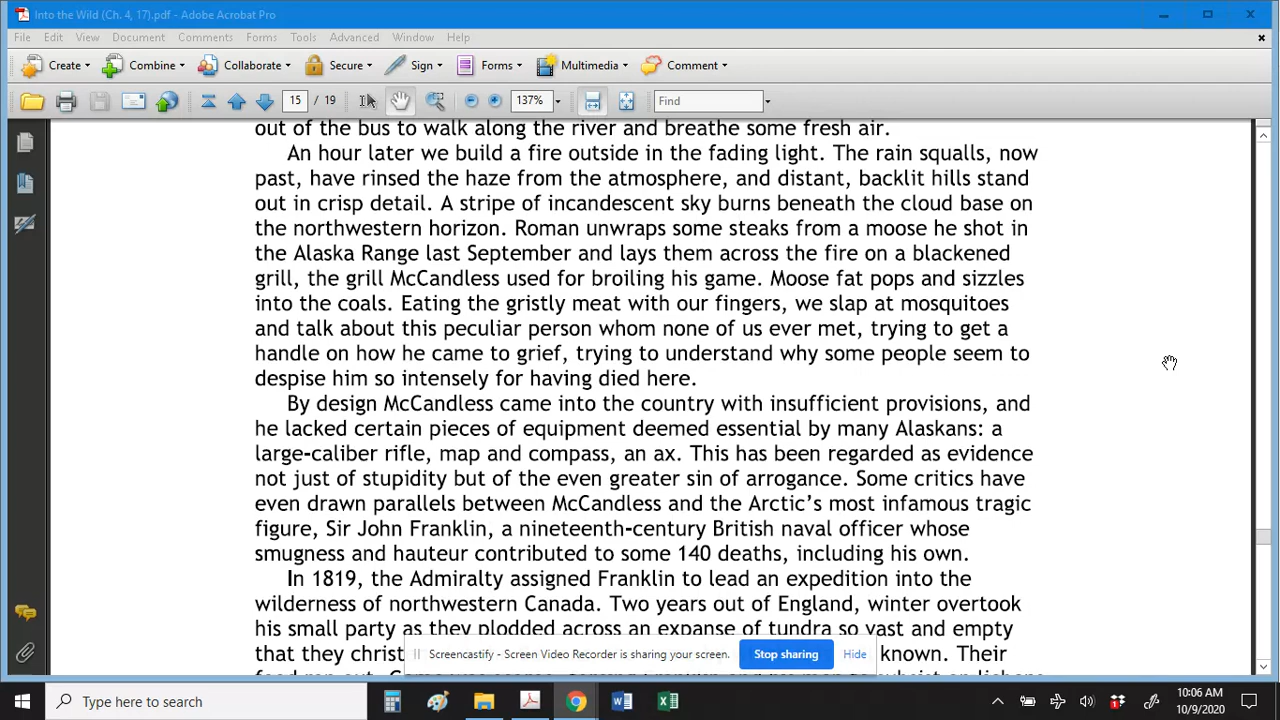 Into the Wild (Ch. 4, 17).pdf - Adobe Acrobat Pro
File Edit View Document Comments Forms Tools Advanced Window Help
Create Combine Collaborate Secure Sign Forms Multimedia Comment
15 / 19 137% Find
out of the bus to walk along the river and breathe some fresh air.
An hour later we build a fire outside in the fading light. The rain squalls, now
past, have rinsed the haze from the atmosphere, and distant, backlit hills stand
out in crisp detail. A stripe of incandescent sky burns beneath the cloud base on
the northwestern horizon. Roman unwraps some steaks from a moose he shot in
the Alaska Range last September and lays them across the fire on a blackened
grill, the grill McCandless used for broiling his game. Moose fat pops and sizzles
into the coals. Eating the gristly meat with our fingers, we slap at mosquitoes
and talk about this peculiar person whom none of us ever met, trying to get a
handle on how he came to grief, trying to understand why some people seem to
despise him so intensely for having died here.
By design McCandless came into the country with insufficient provisions, and
he lacked certain pieces of equipment deemed essential by many Alaskans: a
large-caliber rifle, map and compass, an ax. This has been regarded as evidence
not just of stupidity but of the even greater sin of arrogance. Some critics have
even drawn parallels between McCandless and the Arctic's most infamous tragic
figure, Sir John Franklin, a nineteenth-century British naval officer whose
smugness and hauteur contributed to some 140 deaths, including his own.
In 1819, the Admiralty assigned Franklin to lead an expedition into the
wilderness of northwestern Canada. Two years out of England, winter overtook
his small party as they plodded across an expanse of tundra so vast and empty
that they christ known. Their
Screencastify - Screen Video Recorder is sharing your screen. Stop sharing Hide
Type here to search
10:06 AM
10/9/2020